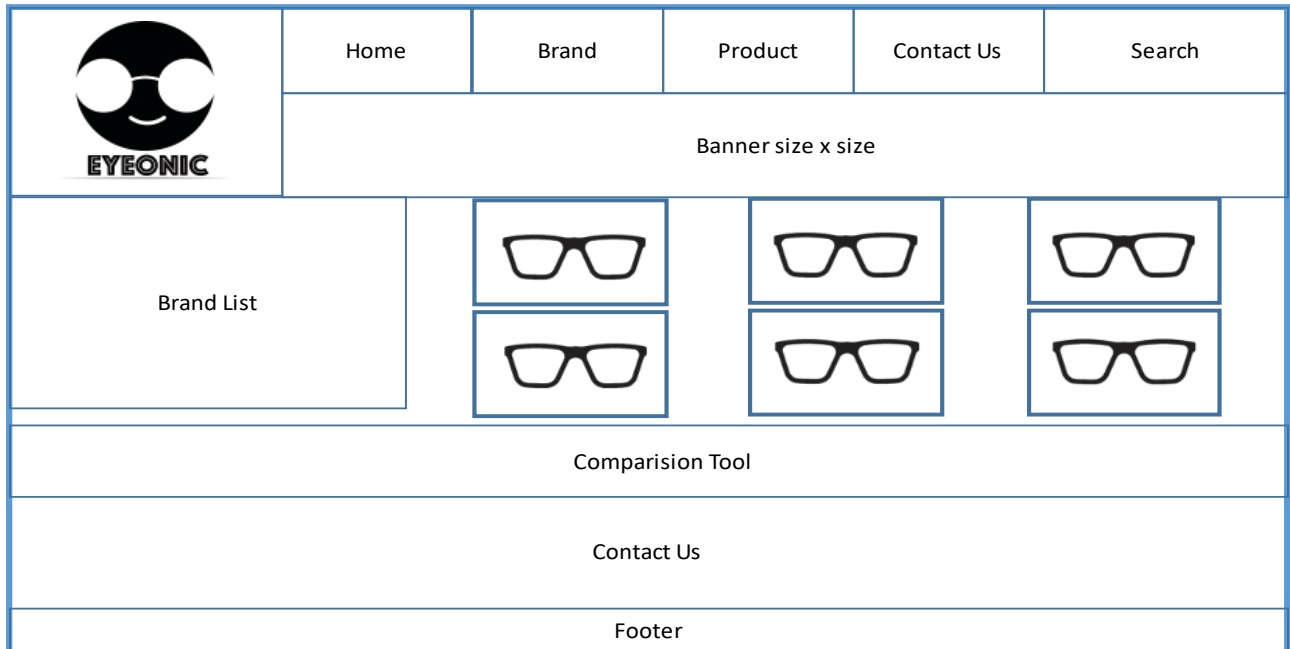 EYEONIC
Home
Brand
Product
Contact Us
Search
Banner size x size
Brand List
Comparision Tool
Contact Us
Footer